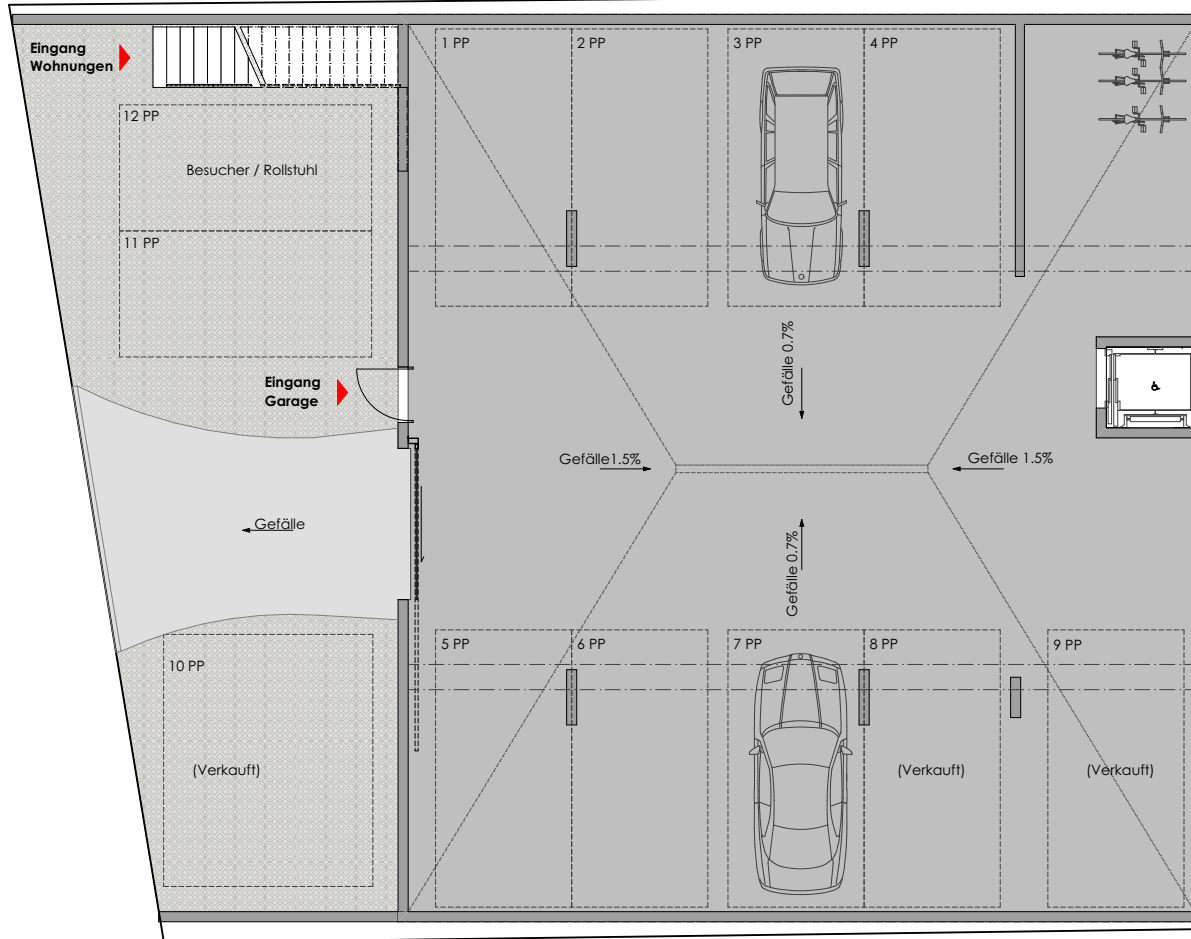 Eingang
Wohnungen
1 PP
2 PP
3 PP
4 PP
12 PP
Besucher / Rollstuhl
11 PP
Eingang
Garage
Gefälle 0.7%
Gefälle1.5%
Gefälle 1.5%
Gefälle
Gefälle 0.7%
5 PP
6 PP
7 PP
8 PP
9 PP
10 PP
(Verkauft)
(Verkauft)
(Verkauft)